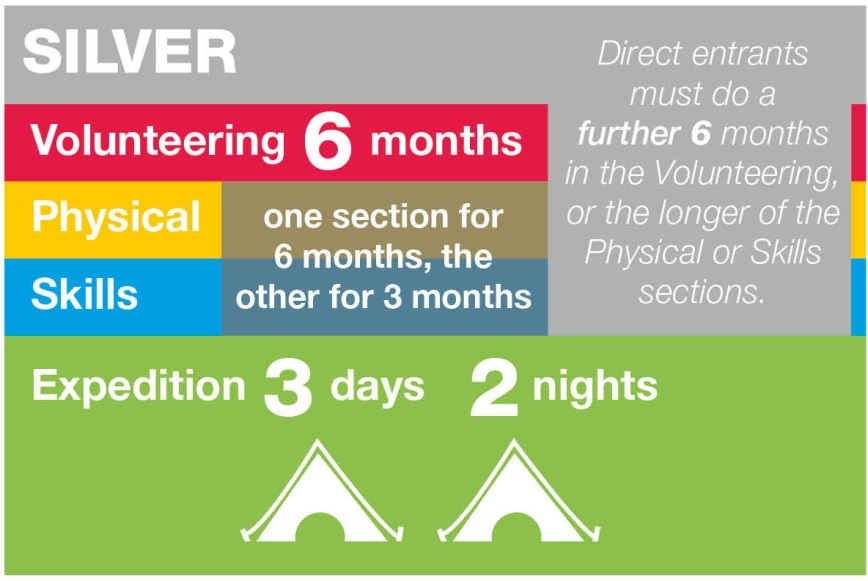 SILVER
Volunteering 6 months
Physical
Skills
one section for
6 months, the
other for 3 months
Direct entrants
must do a
further 6 months
in the Volunteering,
or the longer of the
Physical or Skills
sections.
Expedition 3 days 2 nights